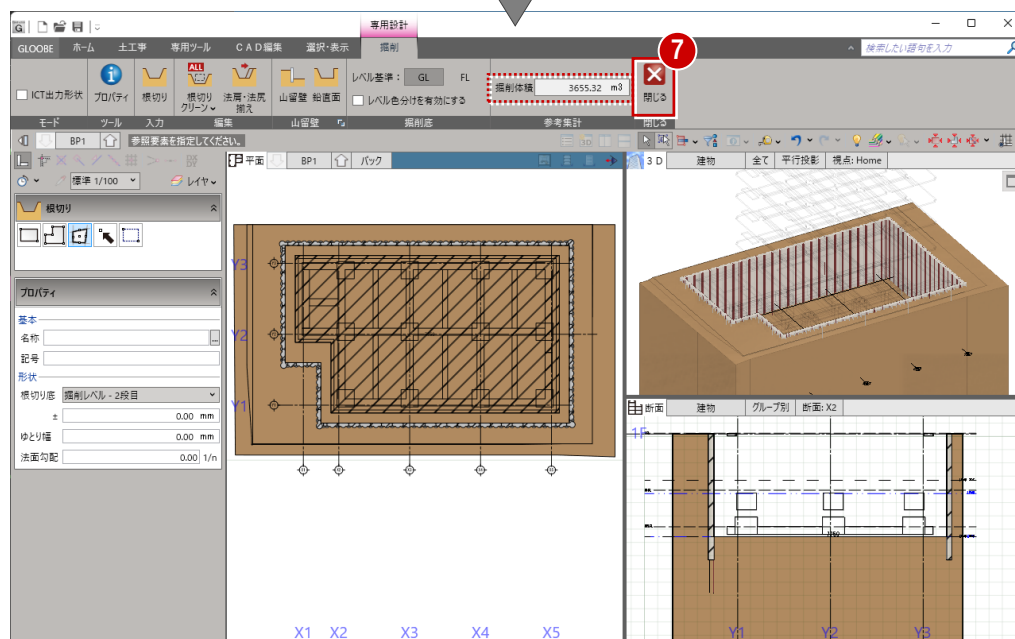 専用設計
GLOOBE ホーム 土工事 専用ツール CAD編集 選択・表示 掘削 検索したい語句を入力
7
ICT出力形状 プロパティ 根切り ALL 根切りクリーン 法肩・法尻揃え 山留壁 鉛直面
レベル基準： GL FL
レベル色分けを有効にする
掘削体積 3655.32 m3
閉じる
モード ツール 入力 編集 山留壁 掘削底 参考集計 閉じる
BP1 参照要素を指定してください。
標準 1/100 レイヤ
平面 BP1 バック
3D 建物 全て 平行投影 視点: Home
根切り
プロパティ
基本
名称
記号
形状
根切り底 掘削レベル - 2段目
± 0.00 mm
ゆとり幅 0.00 mm
法面勾配 0.00 1/n
Y3
Y2
Y1
X1 X2 X3 X4 X5
断面 建物 グループ別 断面: X2
1F
Y1 Y2 Y3